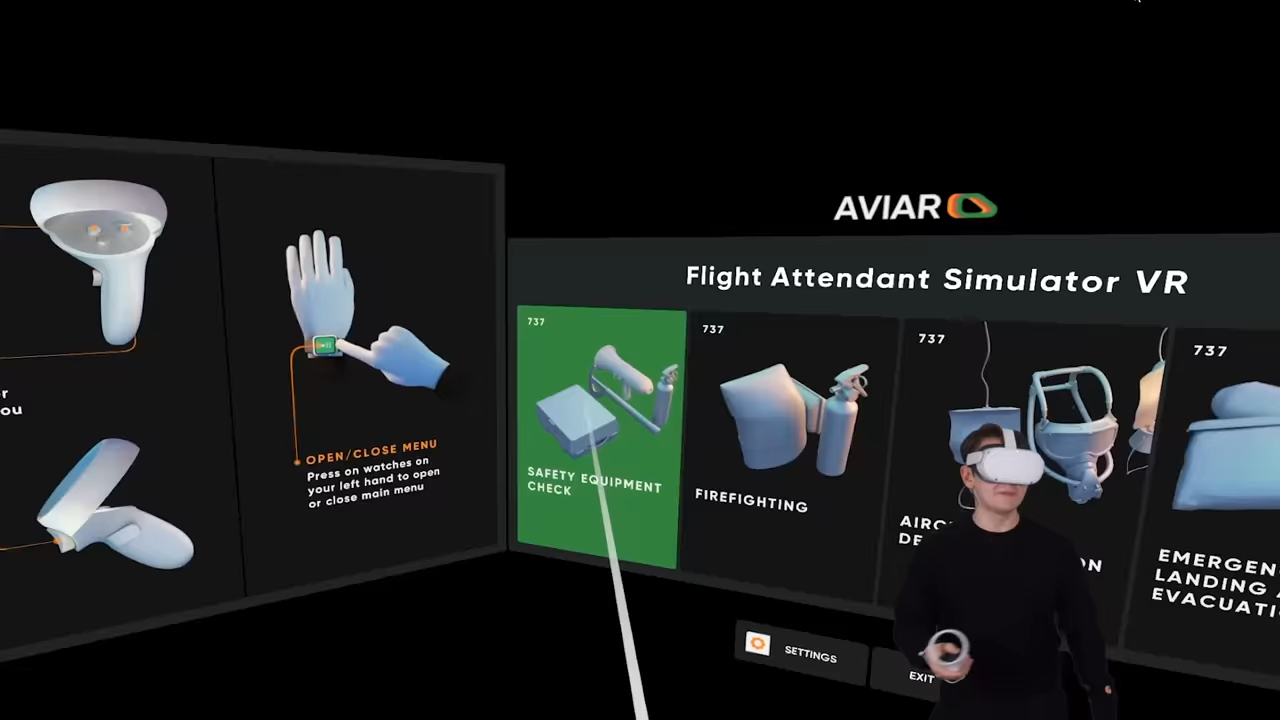 AVIAR
Flight Attendant Simulator VR
OPEN/CLOSE MENU
Press on watches on
your left hand to open
or close main menu
737
SAFETY EQUIPMENT
CHECK
737
FIREFIGHTING
737
737
LANDING
SETTINGS
EXIT